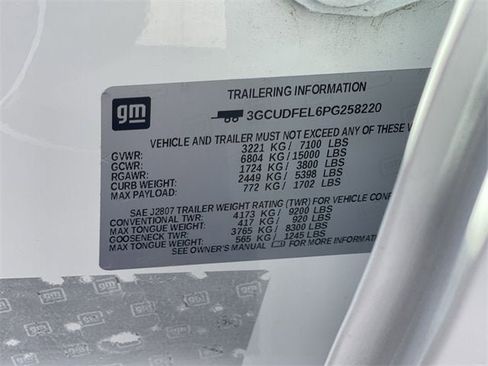 gm
TRAILERING INFORMATION
3GCUDFEL6PG258220
VEHICLE AND TRAILER MUST NOT EXCEED ANY OF THESE
GVWR: 3221 KG/ 7100 LBS
GCWR: 6804 KG/15000 LBS
RGAWR: 1724 KG/ 3800 LBS
CURB WEIGHT: 2449 KG/ 5398 LBS
MAX PAYLOAD: 772 KG/ 1702 LBS
SAE J2807 TRAILER WEIGHT RATING (TWR) FOR VEHICLE CONF
CONVENTIONAL TWR: 4173 KG/ 9200 LBS
MAX TONGUE WEIGHT: 417 KG/ 920 LBS
GOOSENECK TWR: 3765 KG/ 8300 LBS
MAX TONGUE WEIGHT: 565 KG/ 1245 LBS
SEE OWNER'S MANUAL FOR MORE INFORMATION